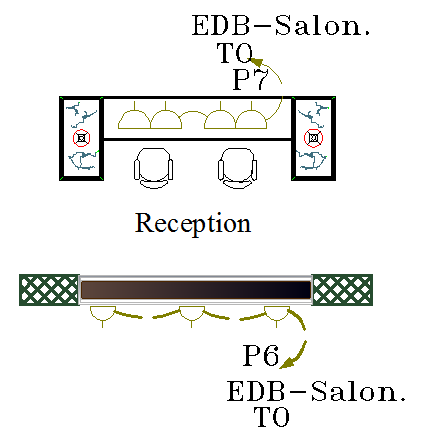 EDB-Salon.
TO
P7
Reception
P6
EDB-Salon.
TO